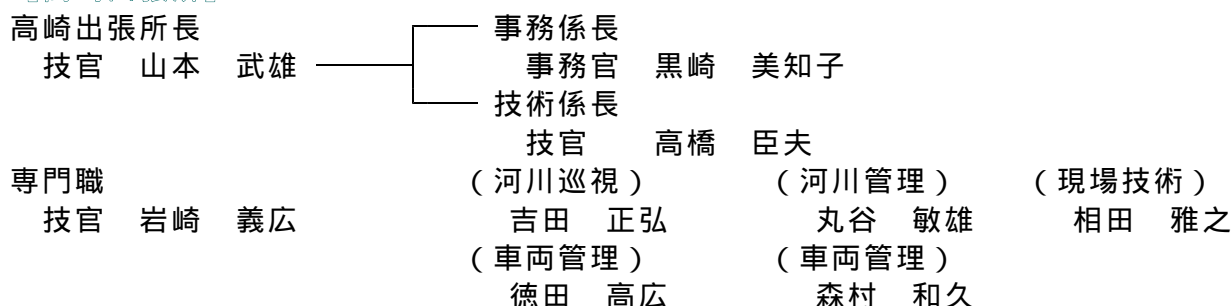 高崎出張所長 事務係長
技官 山本 武雄 事務官 黒崎 美知子
技術係長
技官 高橋 臣夫
専門職 (河川巡視) (河川管理) (現場技術)
技官 岩崎 義広 吉田 正弘 丸谷 敏雄 相田 雅之
(車両管理) (車両管理)
徳田 高広 森村 和久